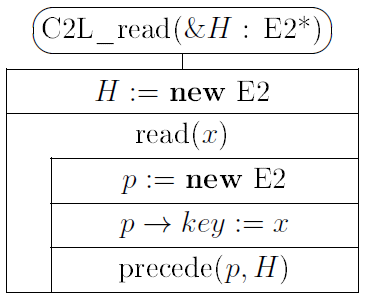 C2L_read(&H : E2*)
H := new E2
read(x)
p := new E2
p → key := x
precede(p, H)